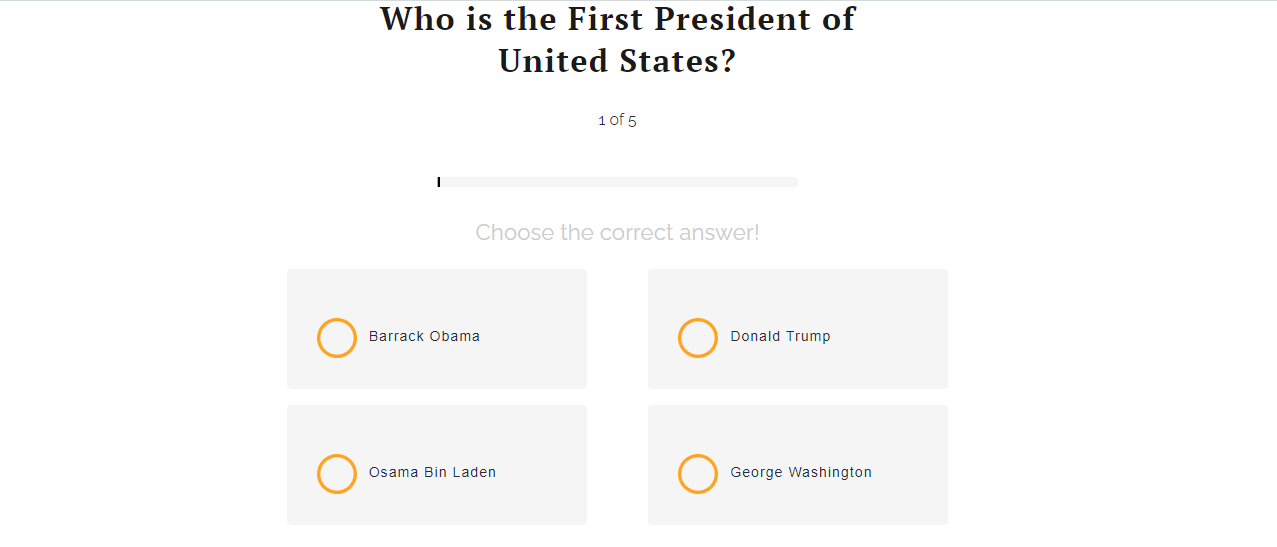 Who is the First President of
United States?
1 of 5
Choose the correct answer!
Barrack Obama
Donald Trump
Osama Bin Laden
George Washington